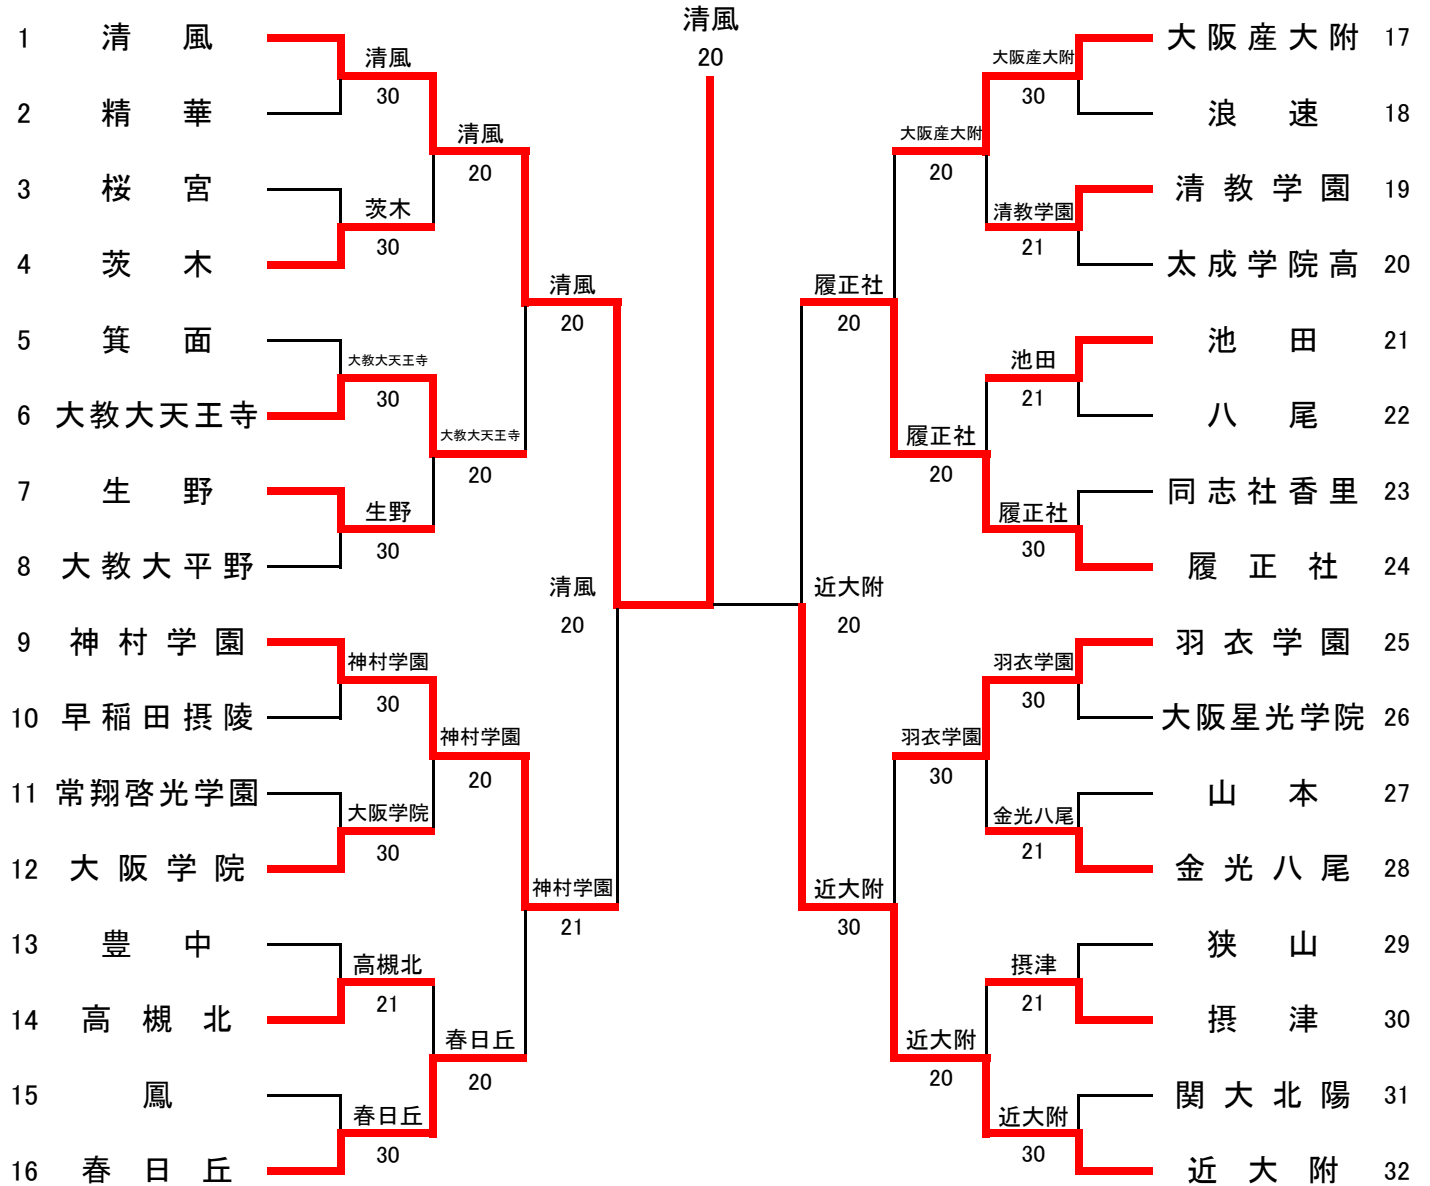 清風
20
1 清風
2 精華
3 桜宮
4 茨木
5 箕面
6 大教大天王寺
7 生野
8 大教大平野
9 神村学園
10 早稲田摂陵
11 常翔啓光学園
12 大阪学院
13 豊中
14 高槻北
15 鳳
16 春日丘
清風
30
茨木
30
大教大天王寺
30
生野
30
神村学園
30
大阪学院
30
高槻北
21
春日丘
30
清風
20
大教大天王寺
20
神村学園
20
春日丘
20
清風
20
神村学園
21
清風
20
近大附
20
履正社
20
近大附
30
大阪産大附
20
履正社
20
羽衣学園
30
近大附
20
大阪産大附
30
清教学園
21
池田
21
履正社
30
羽衣学園
30
金光八尾
21
摂津
21
近大附
30
大阪産大附 17
浪速 18
清教学園 19
太成学院高 20
池田 21
八尾 22
同志社香里 23
履正社 24
羽衣学園 25
大阪星光学院 26
山本 27
金光八尾 28
狭山 29
摂津 30
関大北陽 31
近大附 32